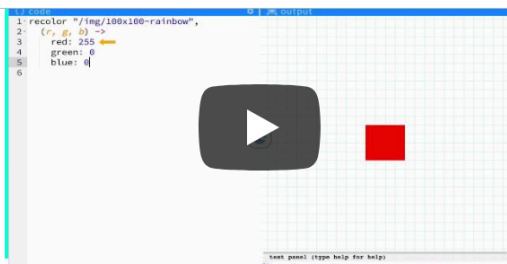 code
output
1 recolor "/img/100x100-rainbow",
2 (r, g, b) ->
3 red: 255
4 green: 0
5 blue: 0
6
text panel (type help for help)